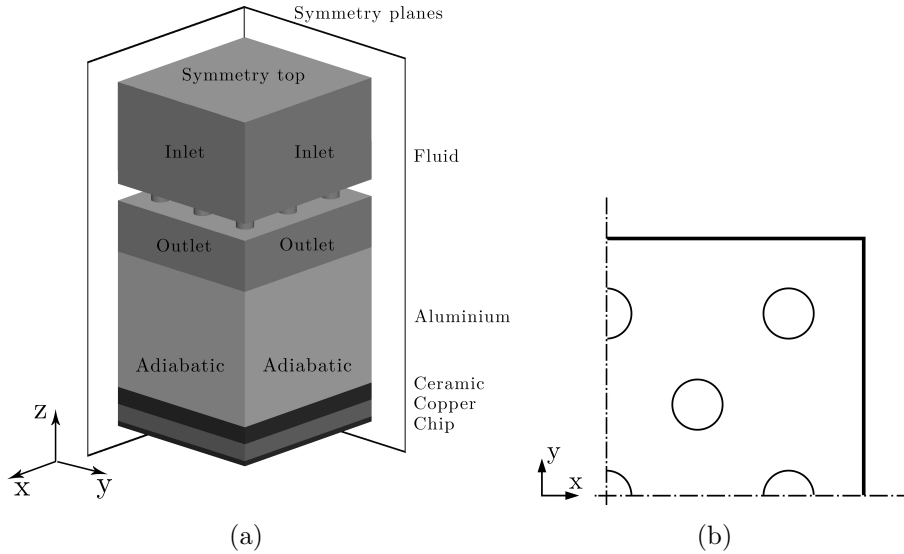 Symmetry planes
Symmetry top
Inlet Inlet
Fluid
Outlet Outlet
Aluminium
Adiabatic Adiabatic
Ceramic
Copper
Chip
z
x
y
(a)
y
x
(b)